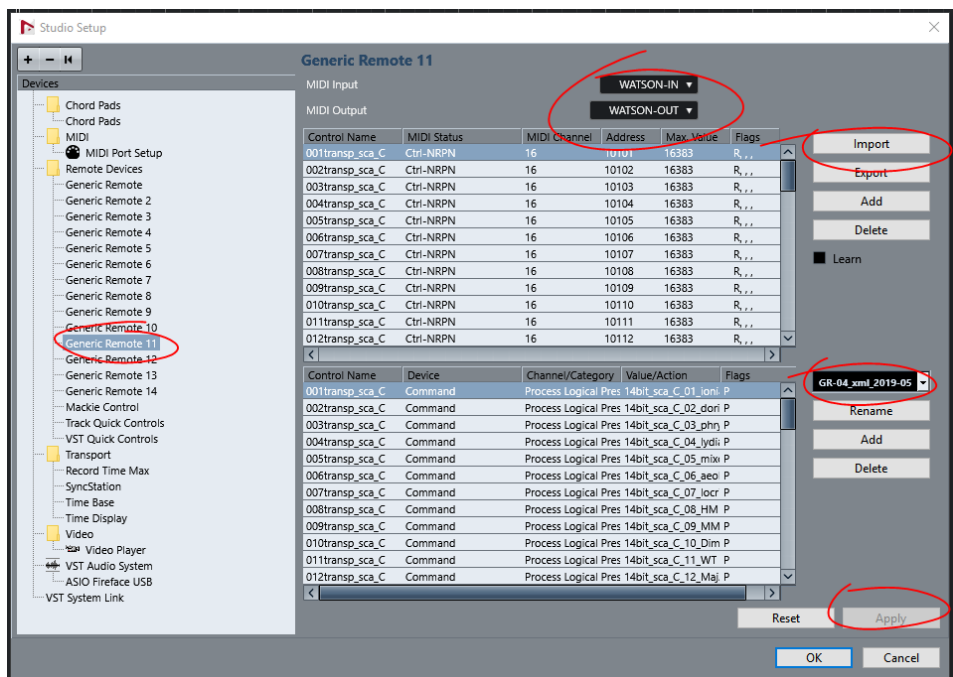 Studio Setup
Devices
Chord Pads
Chord Pads
MIDI
MIDI Port Setup
Remote Devices
Generic Remote
Generic Remote 2
Generic Remote 3
Generic Remote 4
Generic Remote 5
Generic Remote 6
Generic Remote 7
Generic Remote 8
Generic Remote 9
Generic Remote 10
Generic Remote 11
Generic Remote 12
Generic Remote 13
Generic Remote 14
Mackie Control
Track Quick Controls
VST Quick Controls
Transport
Record Time Max
SyncStation
Time Base
Time Display
Video
Video Player
VST Audio System
ASIO Fireface USB
VST System Link
Generic Remote 11
MIDI Input WATSON-IN
MIDI Output WATSON-OUT
Control Name MIDI Status MIDI Channel Address Max. Value Flags
001transp_sca_C Ctrl-NRPN 16 10101 16383 R, , ,
002transp_sca_C Ctrl-NRPN 16 10102 16383 R, , ,
003transp_sca_C Ctrl-NRPN 16 10103 16383 R, , ,
004transp_sca_C Ctrl-NRPN 16 10104 16383 R, , ,
005transp_sca_C Ctrl-NRPN 16 10105 16383 R, , ,
006transp_sca_C Ctrl-NRPN 16 10106 16383 R, , ,
007transp_sca_C Ctrl-NRPN 16 10107 16383 R, , ,
008transp_sca_C Ctrl-NRPN 16 10108 16383 R, , ,
009transp_sca_C Ctrl-NRPN 16 10109 16383 R, , ,
010transp_sca_C Ctrl-NRPN 16 10110 16383 R, , ,
011transp_sca_C Ctrl-NRPN 16 10111 16383 R, , ,
012transp_sca_C Ctrl-NRPN 16 10112 16383 R, , ,
Import
Export
Add
Delete
Learn
Control Name Device Channel/Category Value/Action Flags
001transp_sca_C Command Process Logical Pres 14bit_sca_C_01_ioni P
002transp_sca_C Command Process Logical Pres 14bit_sca_C_02_dori P
003transp_sca_C Command Process Logical Pres 14bit_sca_C_03_phry P
004transp_sca_C Command Process Logical Pres 14bit_sca_C_04_lydi P
005transp_sca_C Command Process Logical Pres 14bit_sca_C_05_mixo P
006transp_sca_C Command Process Logical Pres 14bit_sca_C_06_aeo P
007transp_sca_C Command Process Logical Pres 14bit_sca_C_07_locr P
008transp_sca_C Command Process Logical Pres 14bit_sca_C_08_HM P
009transp_sca_C Command Process Logical Pres 14bit_sca_C_09_MM P
010transp_sca_C Command Process Logical Pres 14bit_sca_C_10_Dim P
011transp_sca_C Command Process Logical Pres 14bit_sca_C_11_WT P
012transp_sca_C Command Process Logical Pres 14bit_sca_C_12_Maj. P
GR-04_xml_2019-05
Rename
Add
Delete
Reset Apply
OK Cancel